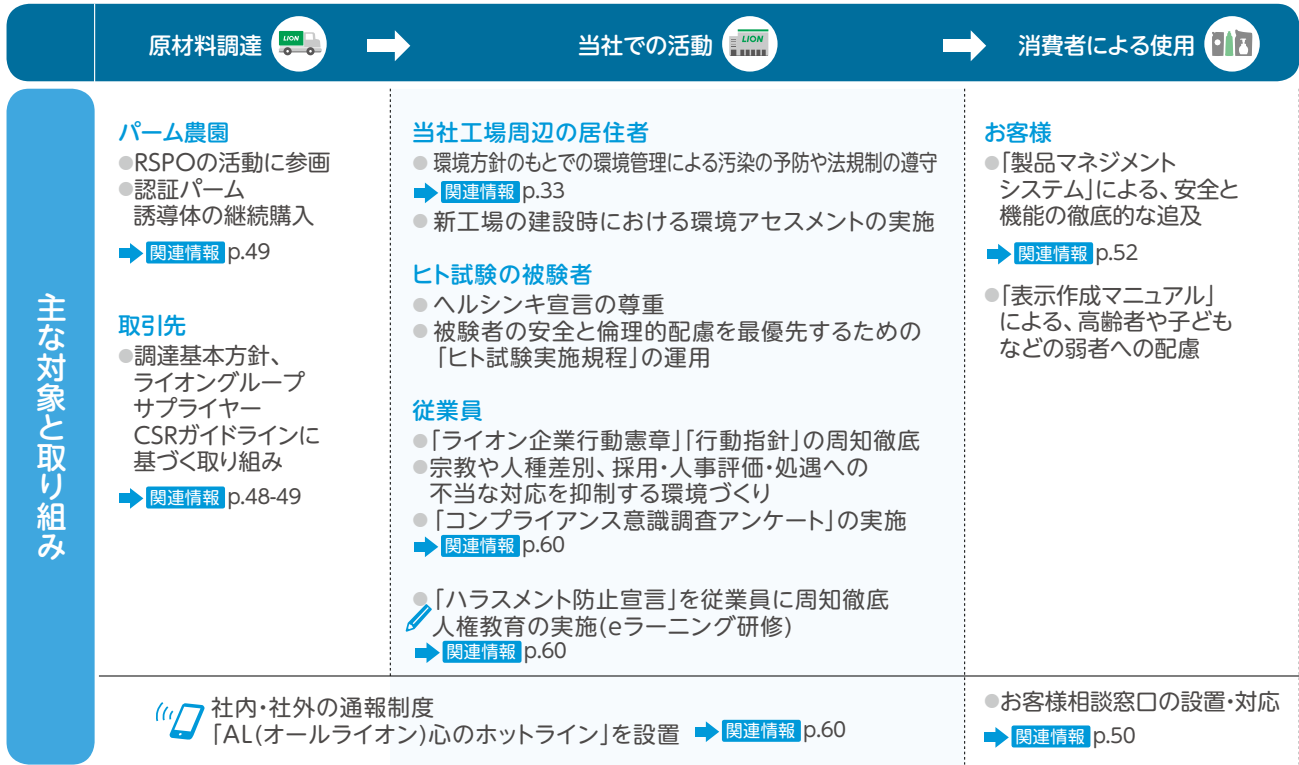 原材料調達
LION
当社での活動
LION
消費者による使用
主な対象と取り組み
パーム農園
●RSPOの活動に参画
●認証パーム
誘導体の継続購入
関連情報 p.49
取引先
●調達基本方針、
ライオングループ
サプライヤー
CSRガイドラインに
基づく取り組み
関連情報 p.48-49
当社工場周辺の居住者
●環境方針のもとでの環境管理による汚染の予防や法規制の遵守
関連情報 p.33
●新工場の建設時における環境アセスメントの実施
ヒト試験の被験者
●ヘルシンキ宣言の尊重
●被験者の安全と倫理的配慮を最優先するための
「ヒト試験実施規程」の運用
従業員
●「ライオン企業行動憲章」「行動指針」の周知徹底
●宗教や人種差別、採用・人事評価・処遇への
不当な対応を抑制する環境づくり
●「コンプライアンス意識調査アンケート」の実施
関連情報 p.60
●「ハラスメント防止宣言」を従業員に周知徹底
人権教育の実施(eラーニング研修)
関連情報 p.60
お客様
●「製品マネジメント
システム」による、安全と
機能の徹底的な追及
関連情報 p.52
●「表示作成マニュアル」
による、高齢者や子ども
などの弱者への配慮
社内・社外の通報制度
「AL(オールライオン)心のホットライン」を設置 関連情報 p.60
●お客様相談窓口の設置・対応
関連情報 p.50